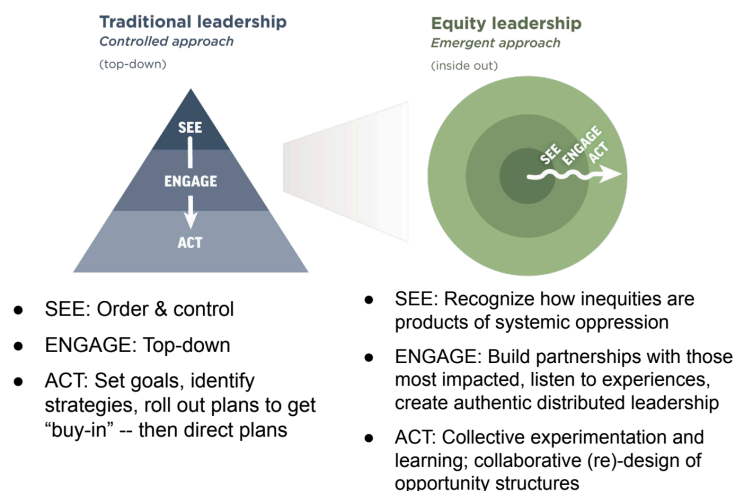 Traditional leadership
Controlled approach
(top-down)
SEE
ENGAGE
ACT
● SEE: Order & control
● ENGAGE: Top-down
● ACT: Set goals, identify
strategies, roll out plans to get
“buy-in” -- then direct plans
Equity leadership
Emergent approach
(inside out)
SEE
ENGAGE
ACT
● SEE: Recognize how inequities are
products of systemic oppression
● ENGAGE: Build partnerships with those
most impacted, listen to experiences,
create authentic distributed leadership
● ACT: Collective experimentation and
learning; collaborative (re)-design of
opportunity structures